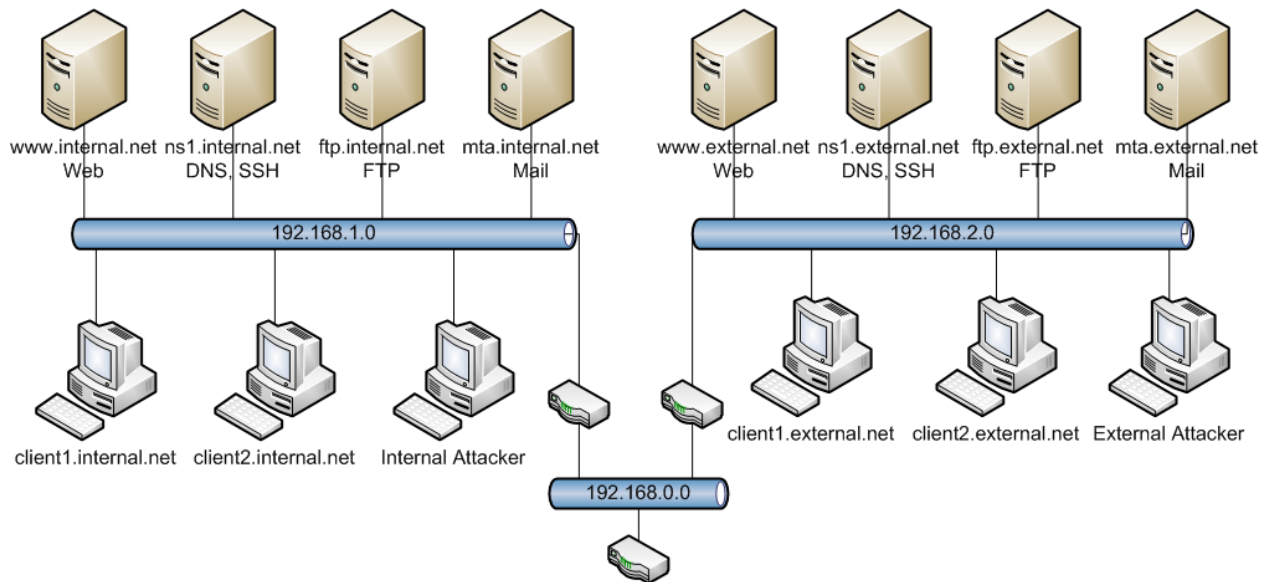 www.internal.net
Web
ns1.internal.net
DNS, SSH
ftp.internal.net
FTP
mta.internal.net
Mail
www.external.net
Web
ns1.external.net
DNS, SSH
ftp.external.net
FTP
mta.external.net
Mail
192.168.1.0
192.168.2.0
client1.internal.net
client2.internal.net
Internal Attacker
client1.external.net
client2.external.net
External Attacker
192.168.0.0